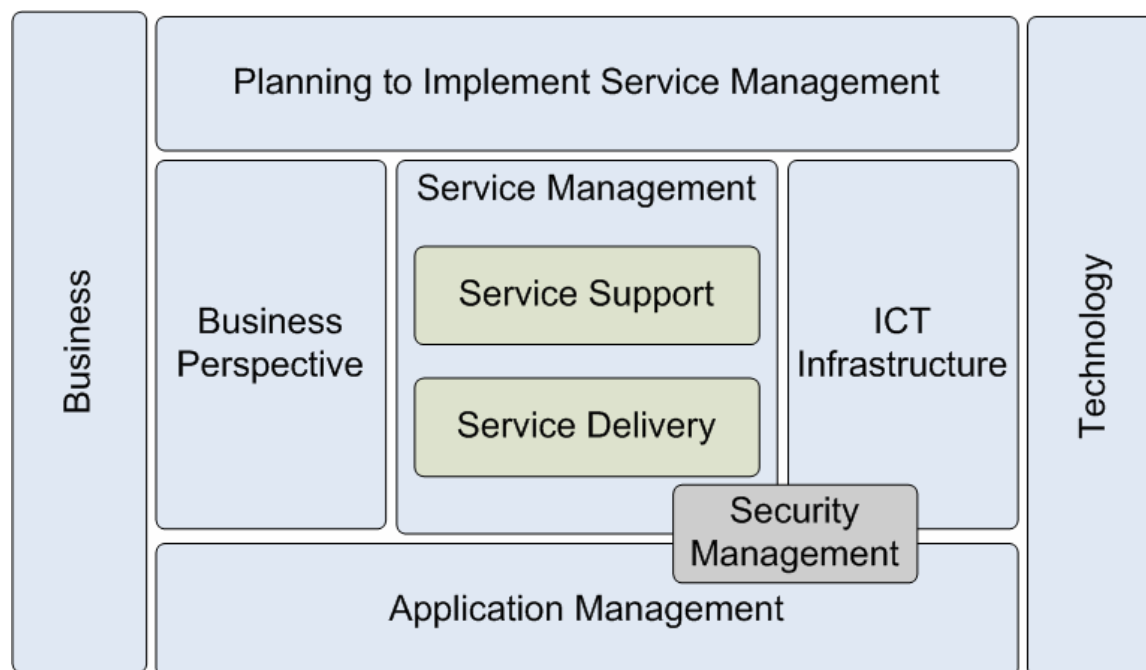 Planning to Implement Service Management
Business
Business
Perspective
Service Management
Service Support
Service Delivery
ICT
Infrastructure
Technology
Security
Management
Application Management